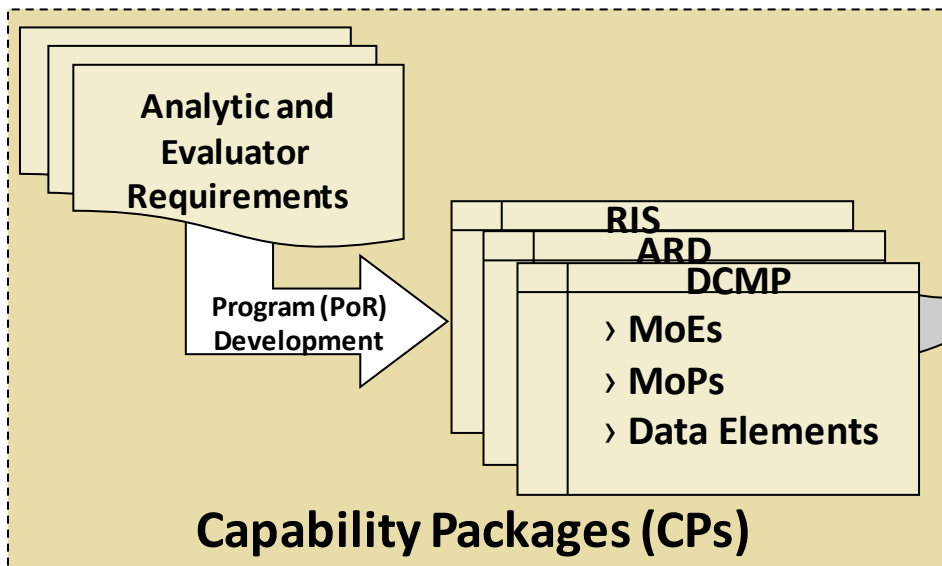 Analytic and
Evaluator
Requirements
Program (PoR)
Development
RIS
ARD
DCMP
› MoEs
› MoPs
› Data Elements
Capability Packages (CPs)